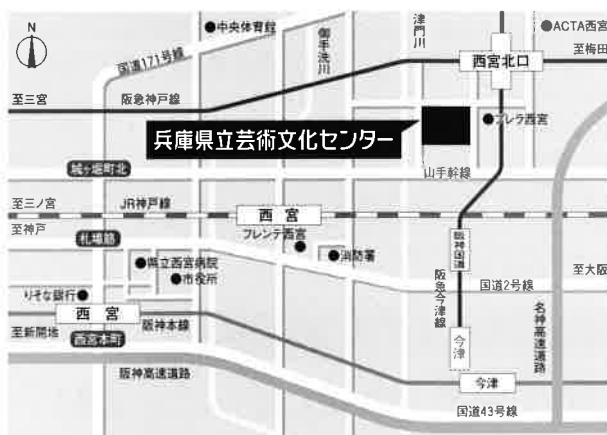 N
中央体育館
国道171号線
御手洗川
津門川
ACTA西宮
至梅田
西宮北口
至三宮
阪急神戸線
プレラ西宮
兵庫県立芸術文化センター
城ヶ堀町北
山手幹線
至三ノ宮
JR神戸線
西宮
至神戸
札場筋
フレンテ西宮
消防署
県立西宮病院
市役所
阪神国道
阪急今津線
国道2号線
至大阪
りそな銀行
西宮
至新開地
西宮本町
阪神本線
今津
名神高速道路
阪神高速道路
今津
国道43号線